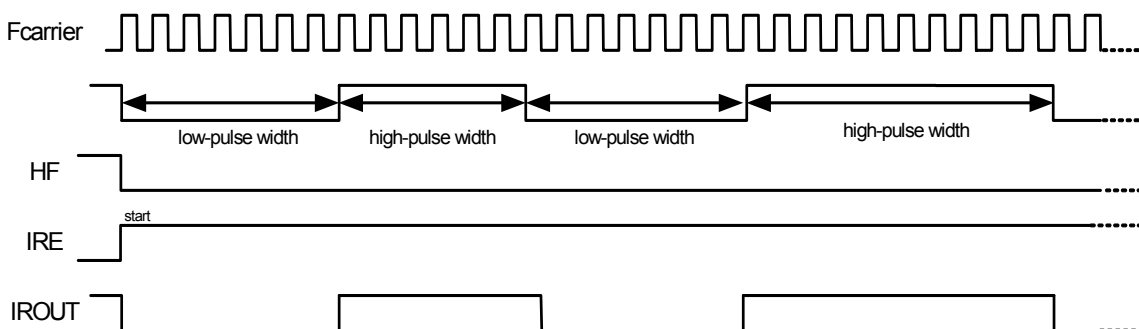 Fcarrier
low-pulse width high-pulse width low-pulse width high-pulse width
HF
start
IRE
IROUT